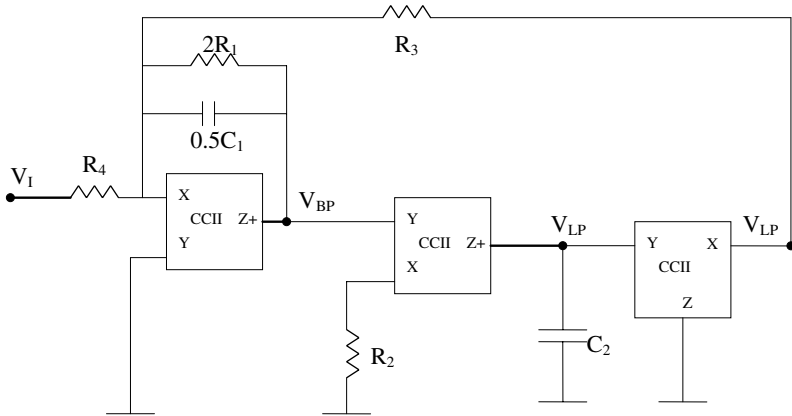 R3
2R1
0.5C1
VI
R4
X
CCII
Z+
Y
VBP
Y
CCII
Z+
X
R2
VLP
C2
Y
X
CCII
Z
VLP